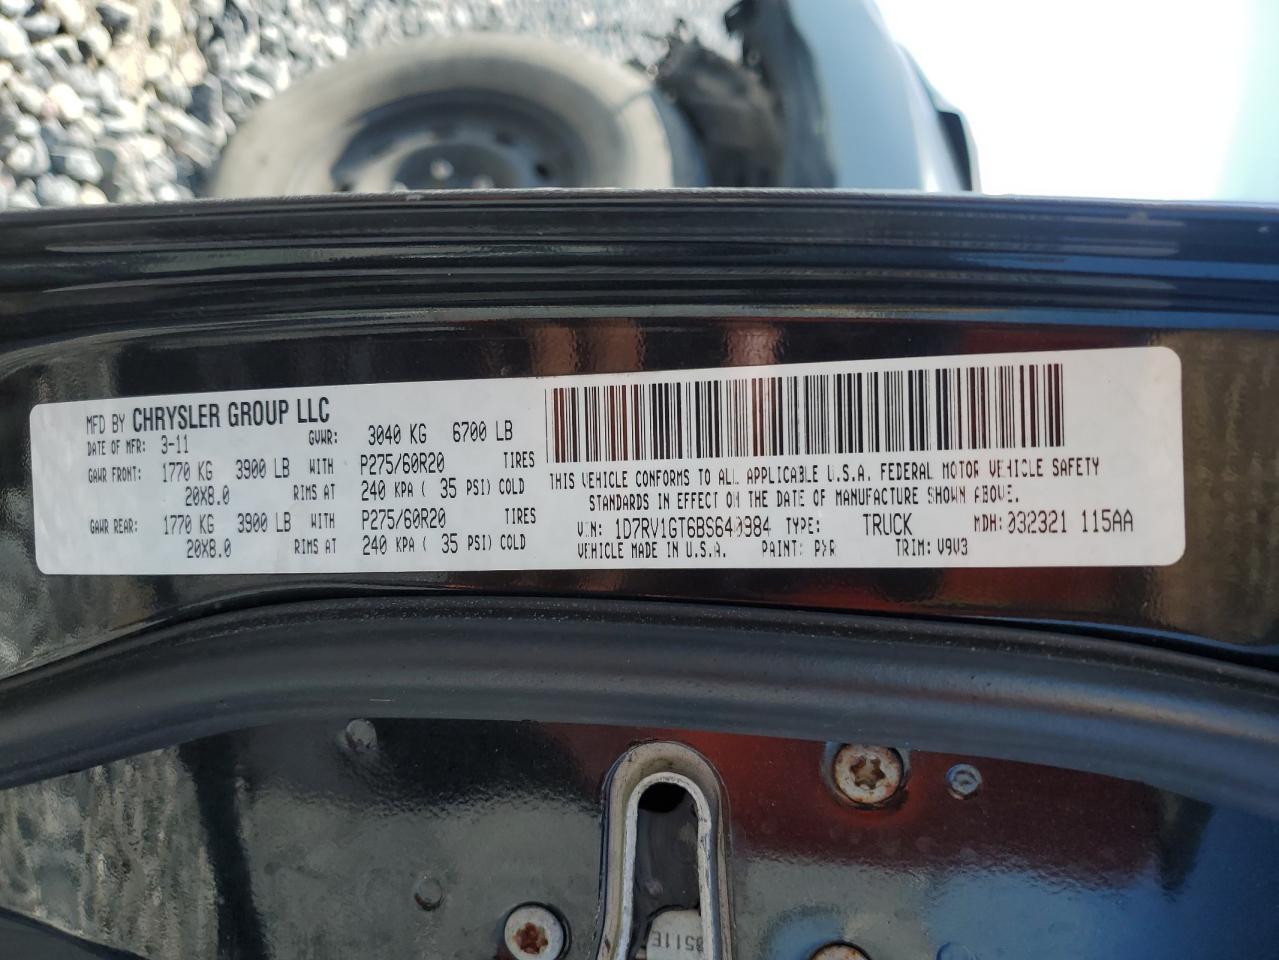 MFD BY CHRYSLER GROUP LLC
DATE OF MFR: 3-11 GVWR: 3040 KG 6700 LB
GAWR FRONT: 1770 KG 3900 LB WITH P275/60R20 TIRES
20X8.0 RIMS AT 240 KPA ( 35 PSI) COLD
GAWR REAR: 1770 KG 3900 LB WITH P275/60R20 TIRES
20X8.0 RIMS AT 240 KPA ( 35 PSI) COLD
THIS VEHICLE CONFORMS TO ALL APPLICABLE U.S.A. FEDERAL MOTOR VEHICLE SAFETY
STANDARDS IN EFFECT ON THE DATE OF MANUFACTURE SHOWN ABOVE.
VIN: 1D7RV1GT6BS640984 TYPE: TRUCK MDH: 032321 115AA
VEHICLE MADE IN U.S.A. PAINT: PXR TRIM: V9V3